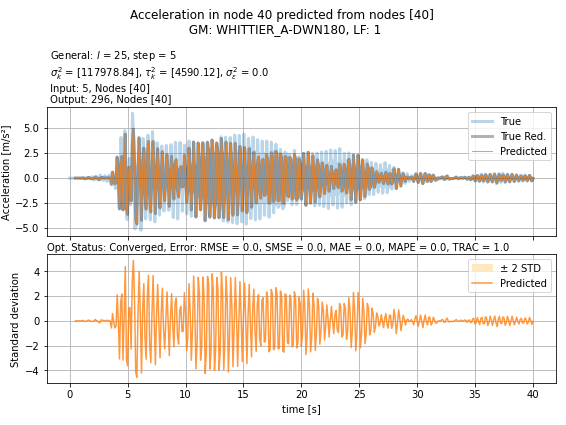 Acceleration in node 40 predicted from nodes [40]
GM: WHITTIER_A-DWN180, LF: 1
General: l = 25, step = 5
σ²ₖ = [117978.84], τ²ₖ = [4590.12], σ²ₑ = 0.0
Input: 5, Nodes [40]
Output: 296, Nodes [40]
Acceleration [m/s²]
5.0
2.5
0.0
−2.5
−5.0
True
True Red.
Predicted
Opt. Status: Converged, Error: RMSE = 0.0, SMSE = 0.0, MAE = 0.0, MAPE = 0.0, TRAC = 1.0
Standard deviation
4
2
0
−2
−4
± 2 STD
Predicted
0 5 10 15 20 25 30 35 40
time [s]